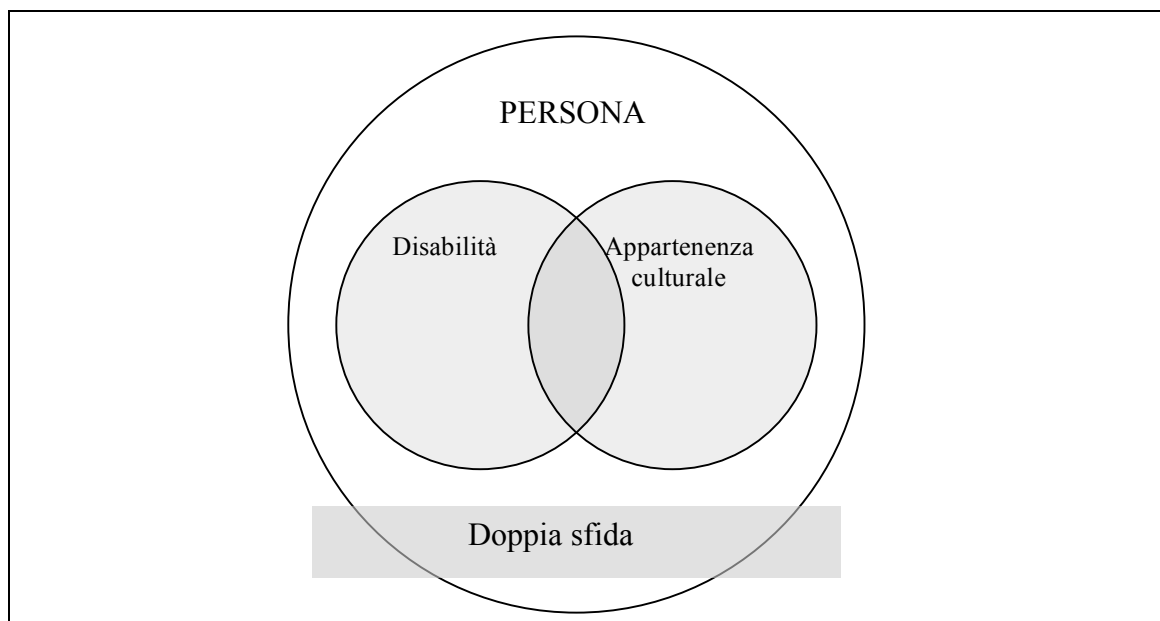 PERSONA
Disabilità
Appartenenza
culturale
Doppia sfida